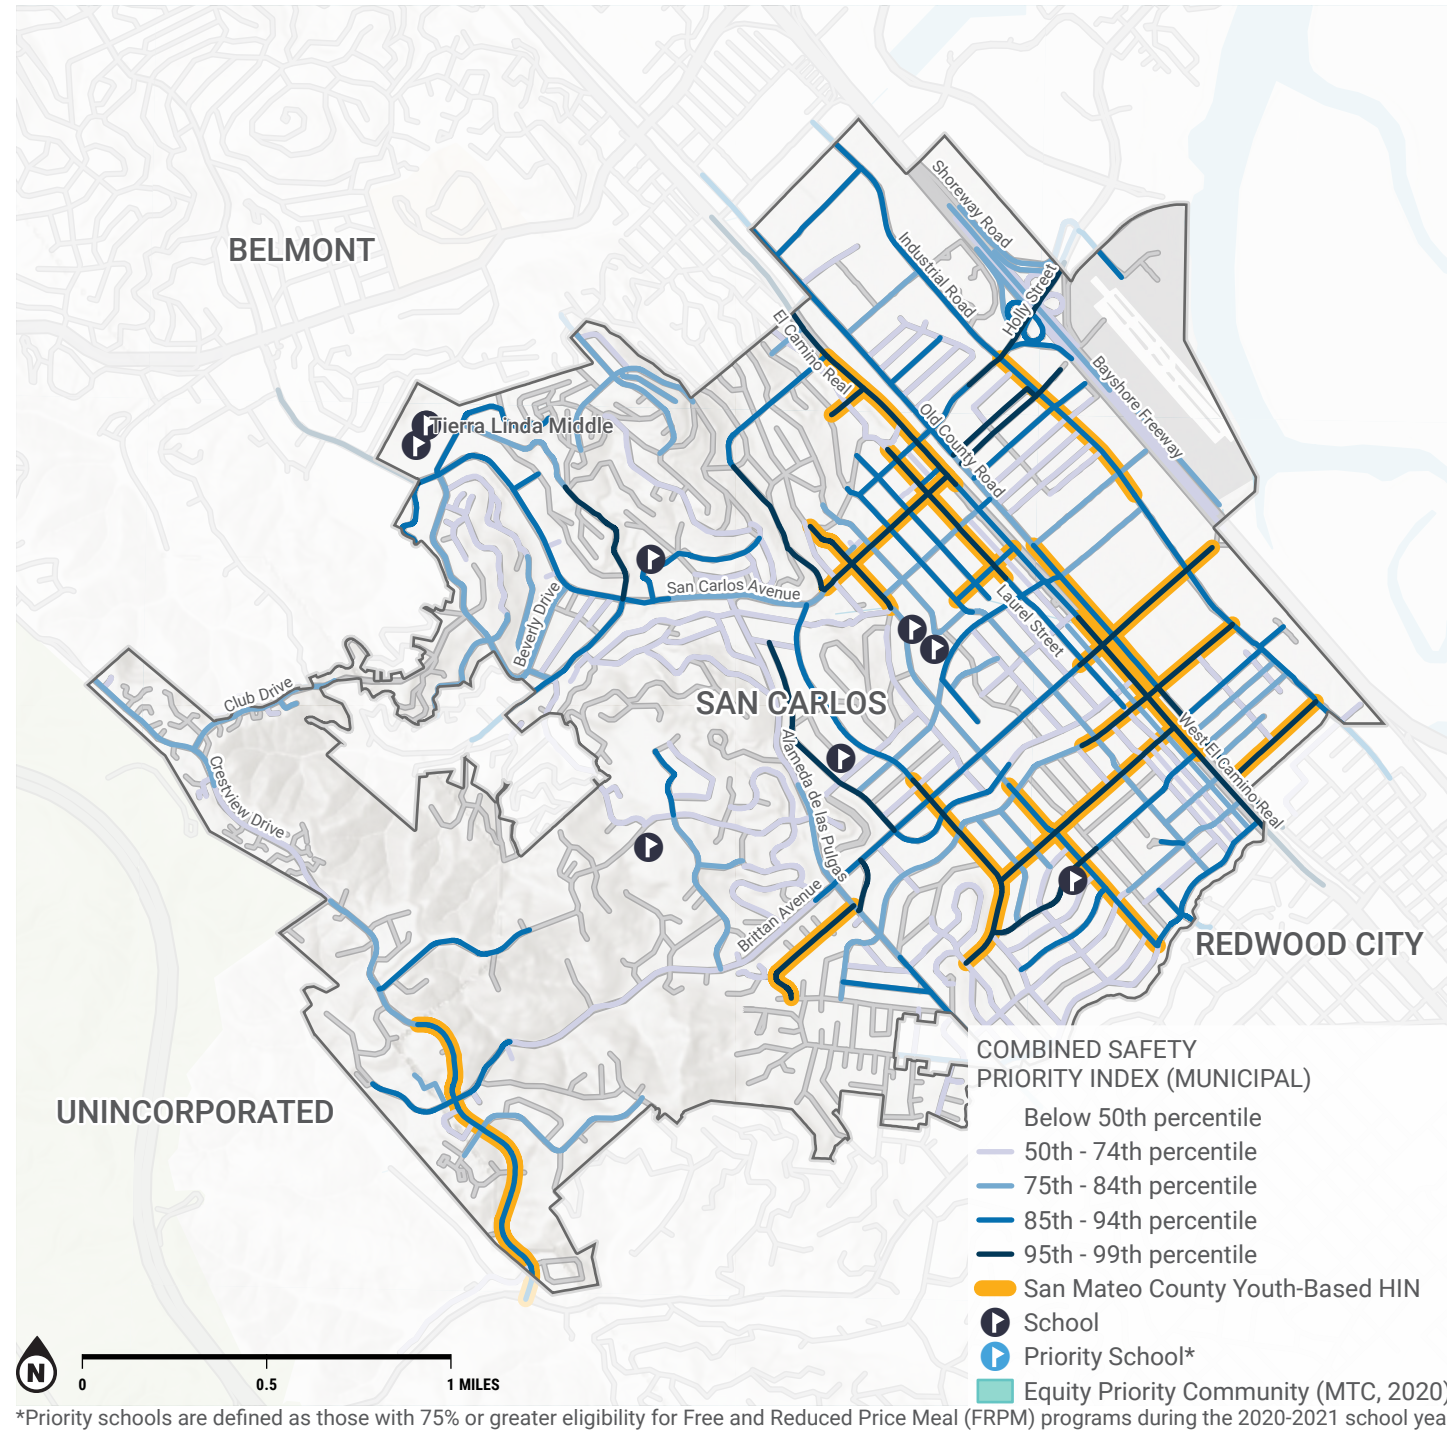 BELMONT
Shoreway Road
Industrial Road
Holly Street
El Camino Real
Bayshore Freeway
Old County Road
Tierra Linda Middle
San Carlos Avenue
Beverly Drive
Laurel Street
SAN CARLOS
Club Drive
Crestview Drive
Alameda de las Pulgas
West El Camino Real
Brittan Avenue
REDWOOD CITY
UNINCORPORATED
COMBINED SAFETY
PRIORITY INDEX (MUNICIPAL)
Below 50th percentile
50th - 74th percentile
75th - 84th percentile
85th - 94th percentile
95th - 99th percentile
San Mateo County Youth-Based HIN
School
Priority School*
Equity Priority Community (MTC, 2020)
N
0 0.5 1 MILES
*Priority schools are defined as those with 75% or greater eligibility for Free and Reduced Price Meal (FRPM) programs during the 2020-2021 school yea